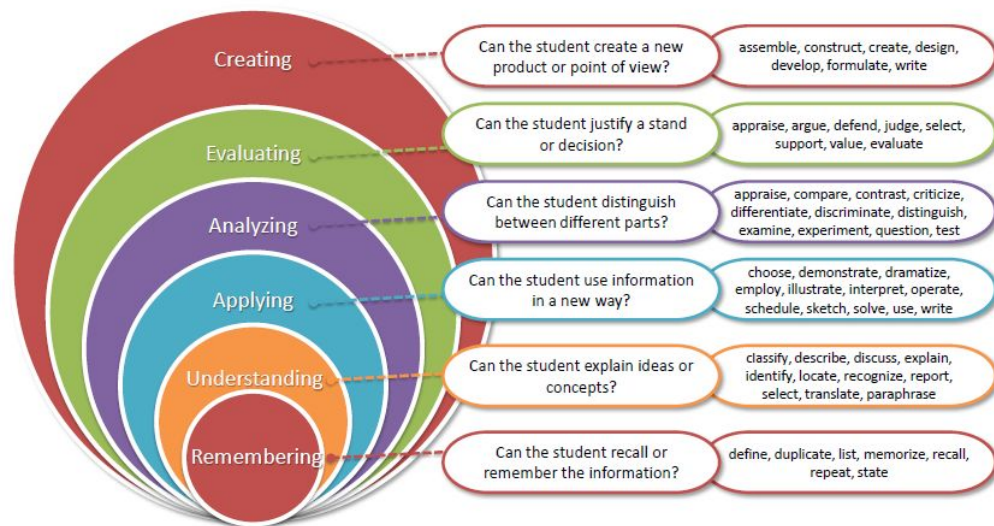 Creating
Can the student create a new
product or point of view?
assemble, construct, create, design,
develop, formulate, write
Evaluating
Can the student justify a stand
or decision?
appraise, argue, defend, judge, select,
support, value, evaluate
Analyzing
Can the student distinguish
between different parts?
appraise, compare, contrast, criticize,
differentiate, discriminate, distinguish,
examine, experiment, question, test
Applying
Can the student use information
in a new way?
choose, demonstrate, dramatize,
employ, illustrate, interpret, operate,
schedule, sketch, solve, use, write
Understanding
Can the student explain ideas or
concepts?
classify, describe, discuss, explain,
identify, locate, recognize, report,
select, translate, paraphrase
Remembering
Can the student recall or
remember the information?
define, duplicate, list, memorize, recall,
repeat, state